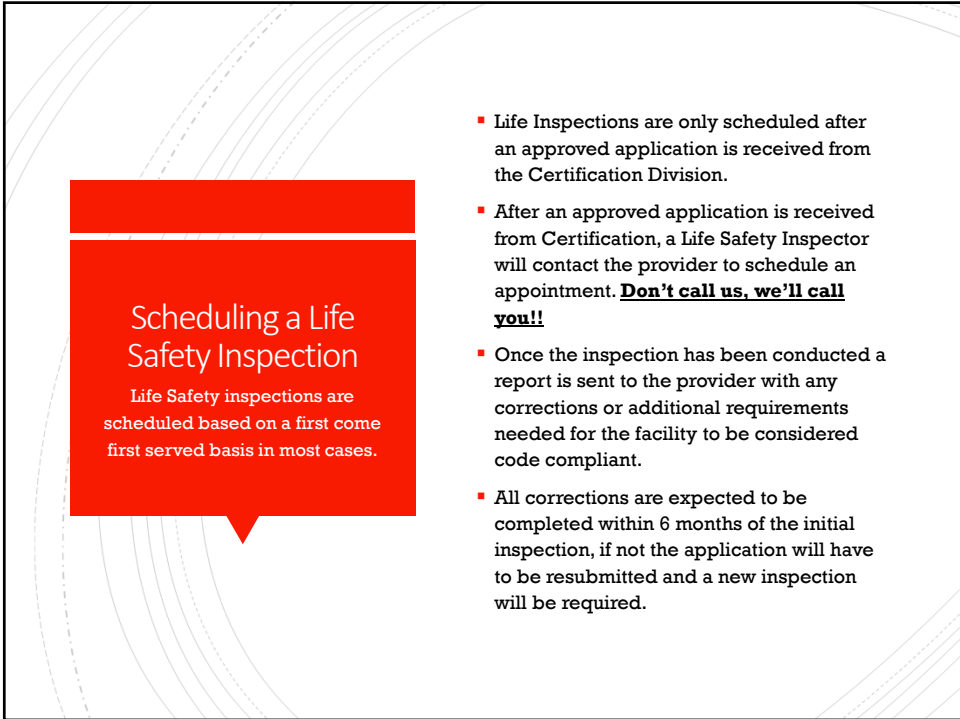 Scheduling a Life
Safety Inspection
Life Safety inspections are
scheduled based on a first come
first served basis in most cases.
▪ Life Inspections are only scheduled after
an approved application is received from
the Certification Division.
▪ After an approved application is received
from Certification, a Life Safety Inspector
will contact the provider to schedule an
appointment. Don’t call us, we’ll call
you!!
▪ Once the inspection has been conducted a
report is sent to the provider with any
corrections or additional requirements
needed for the facility to be considered
code compliant.
▪ All corrections are expected to be
completed within 6 months of the initial
inspection, if not the application will have
to be resubmitted and a new inspection
will be required.